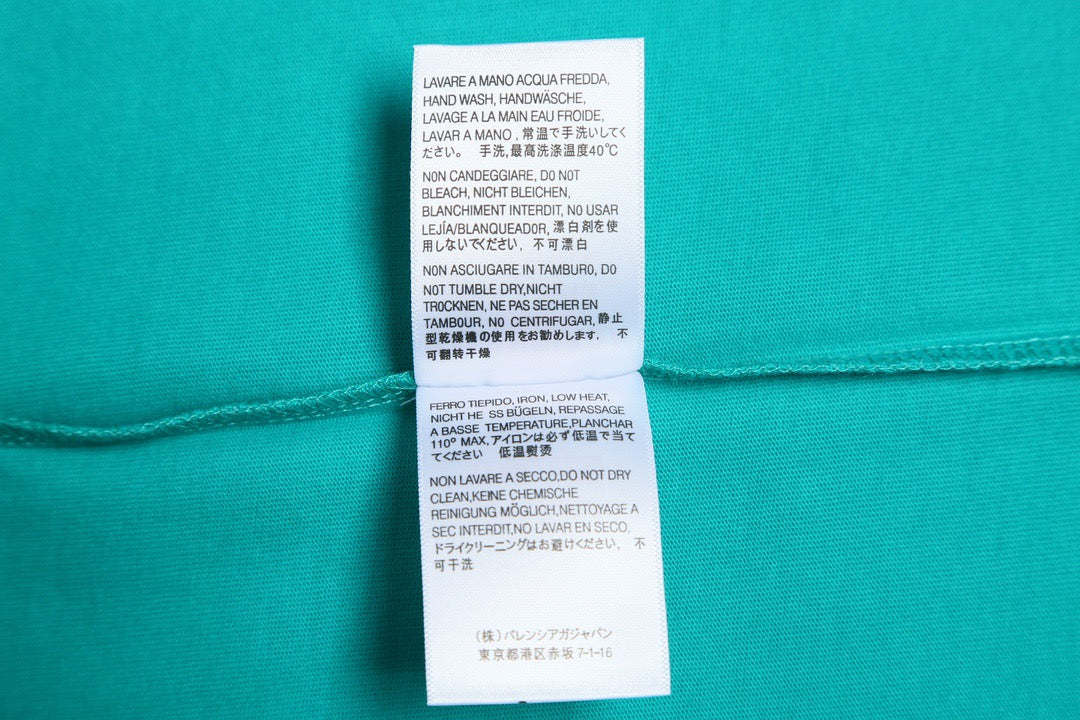 LAVARE A MANO ACQUA FREDDA,
HAND WASH, HANDWÄSCHE,
LAVAGE A LA MAIN EAU FROIDE,
LAVAR A MANO , 常温で手洗いしてく
ださい。 手洗,最高洗涤温度40℃
NON CANDEGGIARE, DO NOT
BLEACH, NICHT BLEICHEN,
BLANCHIMENT INTERDIT, NO USAR
LEJÍA/BLANQUEADOR, 漂白剤を使
用しないでください, 不可漂白
NON ASCIUGARE IN TAMBURO, DO
NOT TUMBLE DRY,NICHT
TROCKNEN, NE PAS SECHER EN
TAMBOUR, NO CENTRIFUGAR, 静止
型乾燥機の使用をお勧めします. 不
可翻转干燥
FERRO TIEPIDO, IRON, LOW HEAT,
NICHT HE SS BÜGELN, REPASSAGE
A BASSE TEMPERATURE,PLANCHAR
110º MAX,アイロンは必ず低温で当て
てください 低温熨烫
NON LAVARE A SECCO,DO NOT DRY
CLEAN,KEINE CHEMISCHE
REINIGUNG MÖGLICH,NETTOYAGE A
SEC INTERDIT,NO LAVAR EN SECO,
ドライクリーニングはお避けください, 不
可干洗
(株)バレンシアガジャパン
東京都港区赤坂 7-1-16